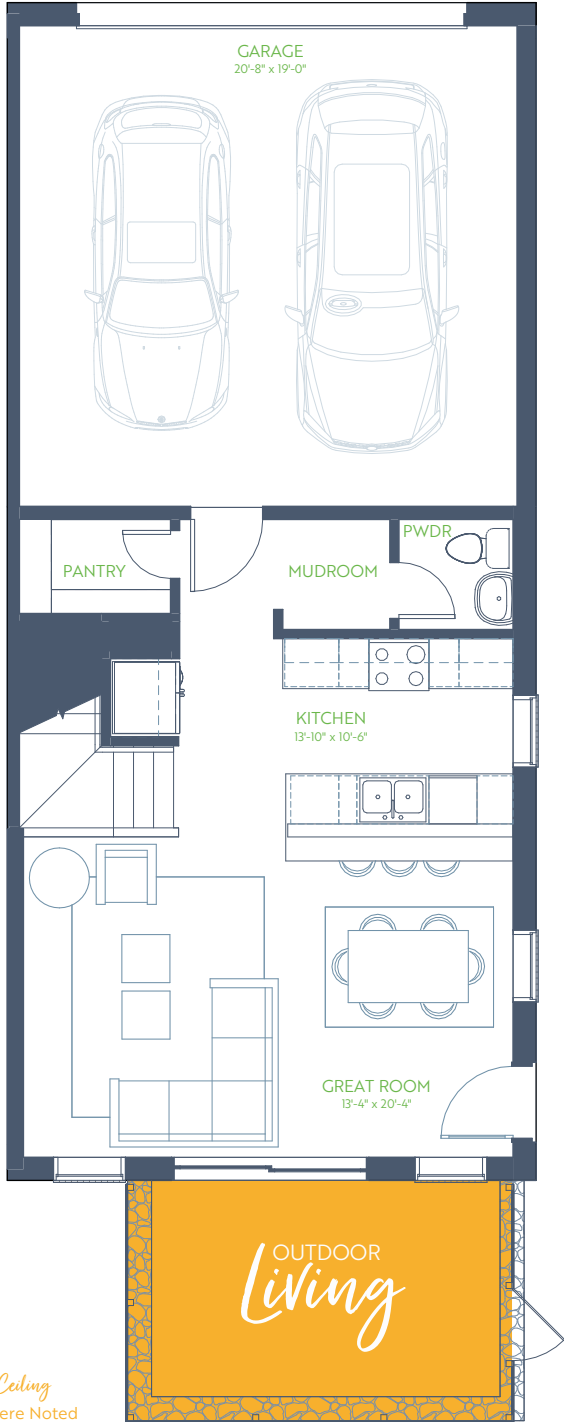 GARAGE
20'-8" x 19'-0"
PWDR
PANTRY
MUDROOM
KITCHEN
13'-10" x 10'-6"
GREAT ROOM
13'-4" x 20'-4"
OUTDOOR
Living
Ceiling
ere Noted